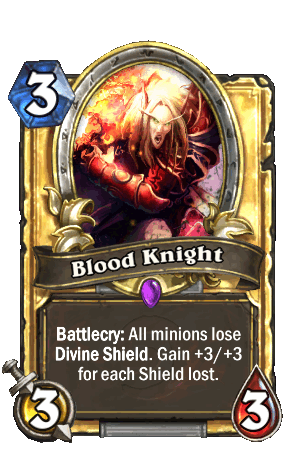 3
Blood Knight
Battlecry: All minions lose
Divine Shield. Gain +3/+3
for each Shield lost.
3
3